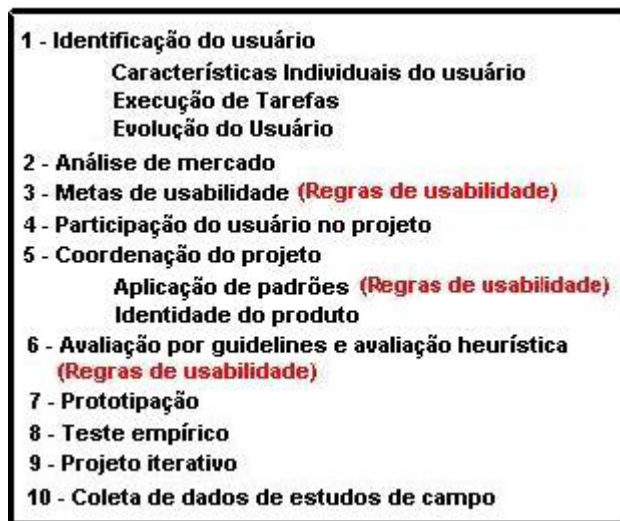 1 - Identificação do usuário
Características Individais do usuário
Execução de Tarefas
Evolução do Usuário
2 - Análise de mercado
3 - Metas de usabilidade (Regras de usabilidade)
4 - Participação do usuário no projeto
5 - Coordenação do projeto
Aplicação de padrões (Regras de usabilidade)
Identidade do produto
6 - Avaliação por guidelines e avaliação heurística
(Regras de usabilidade)
7 - Prototipação
8 - Teste empírico
9 - Projeto iterativo
10 - Coleta de dados de estudos de campo